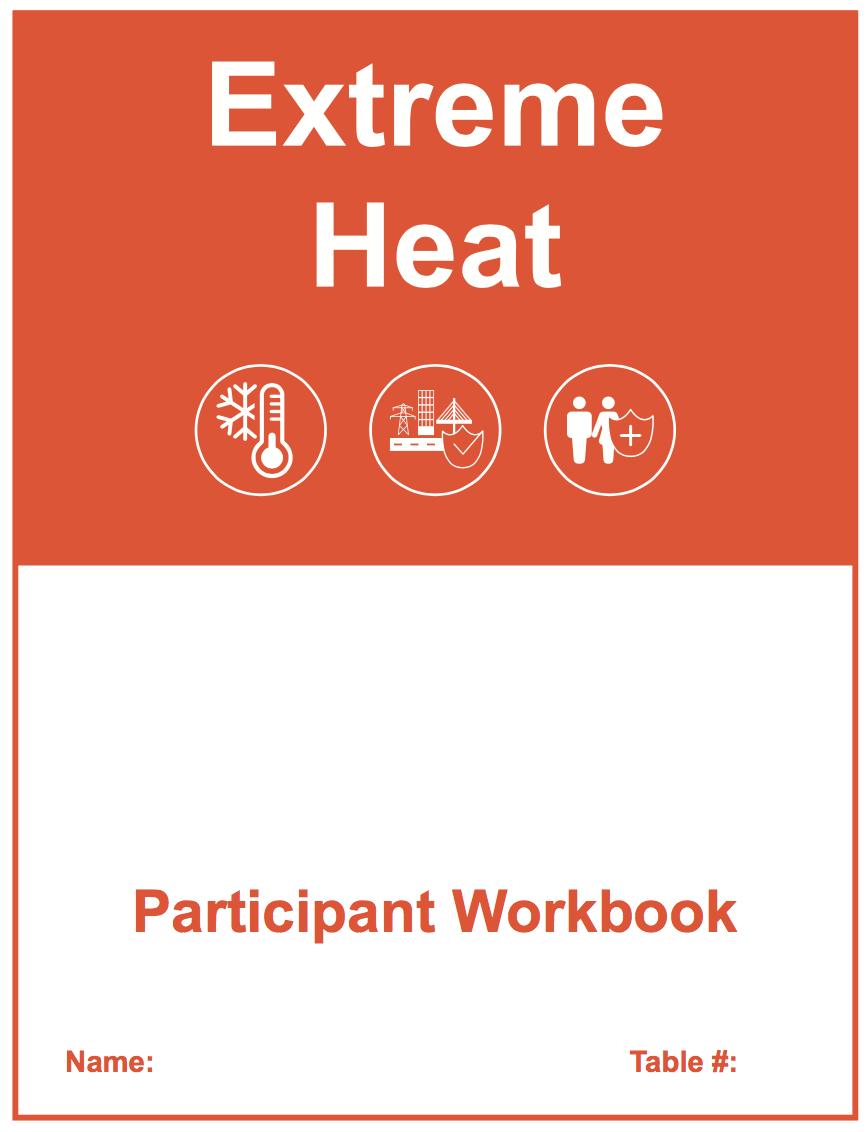 Extreme
Heat
Participant Workbook
Name:
Table #: